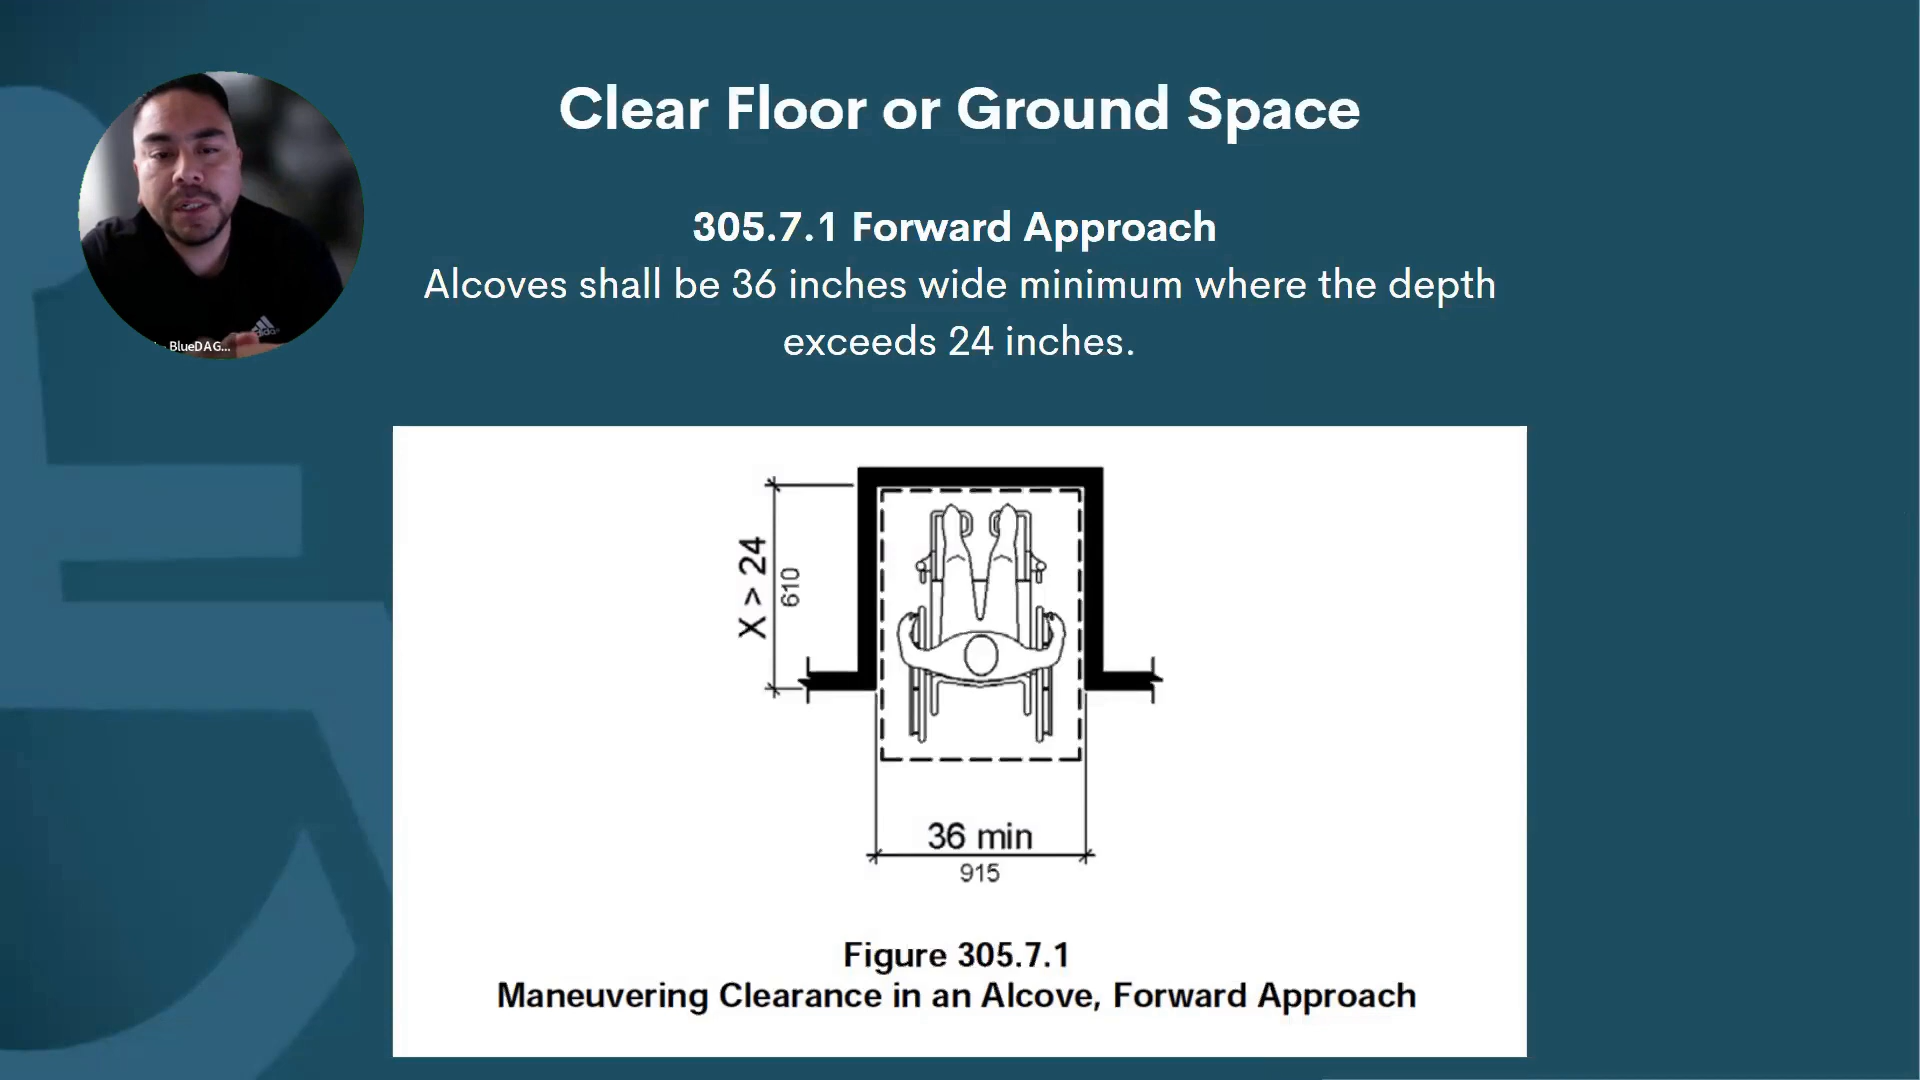 Clear Floor or Ground Space
305.7.1 Forward Approach
Alcoves shall be 36 inches wide minimum where the depth
exceeds 24 inches.
adidas
BlueDAG...
X > 24
610
36 min
915
Figure 305.7.1
Maneuvering Clearance in an Alcove, Forward Approach